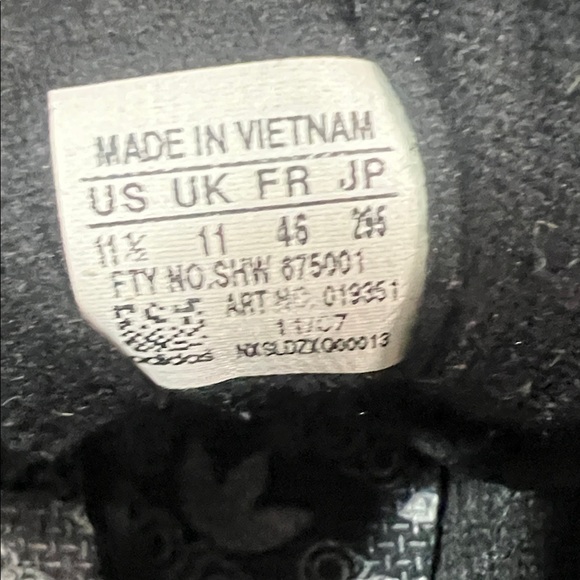 MADE IN VIETNAM
US UK FR JP
11½ 11 46 295
FTY NO.SHW 675001
ART NO. 019351
11/07
adidas